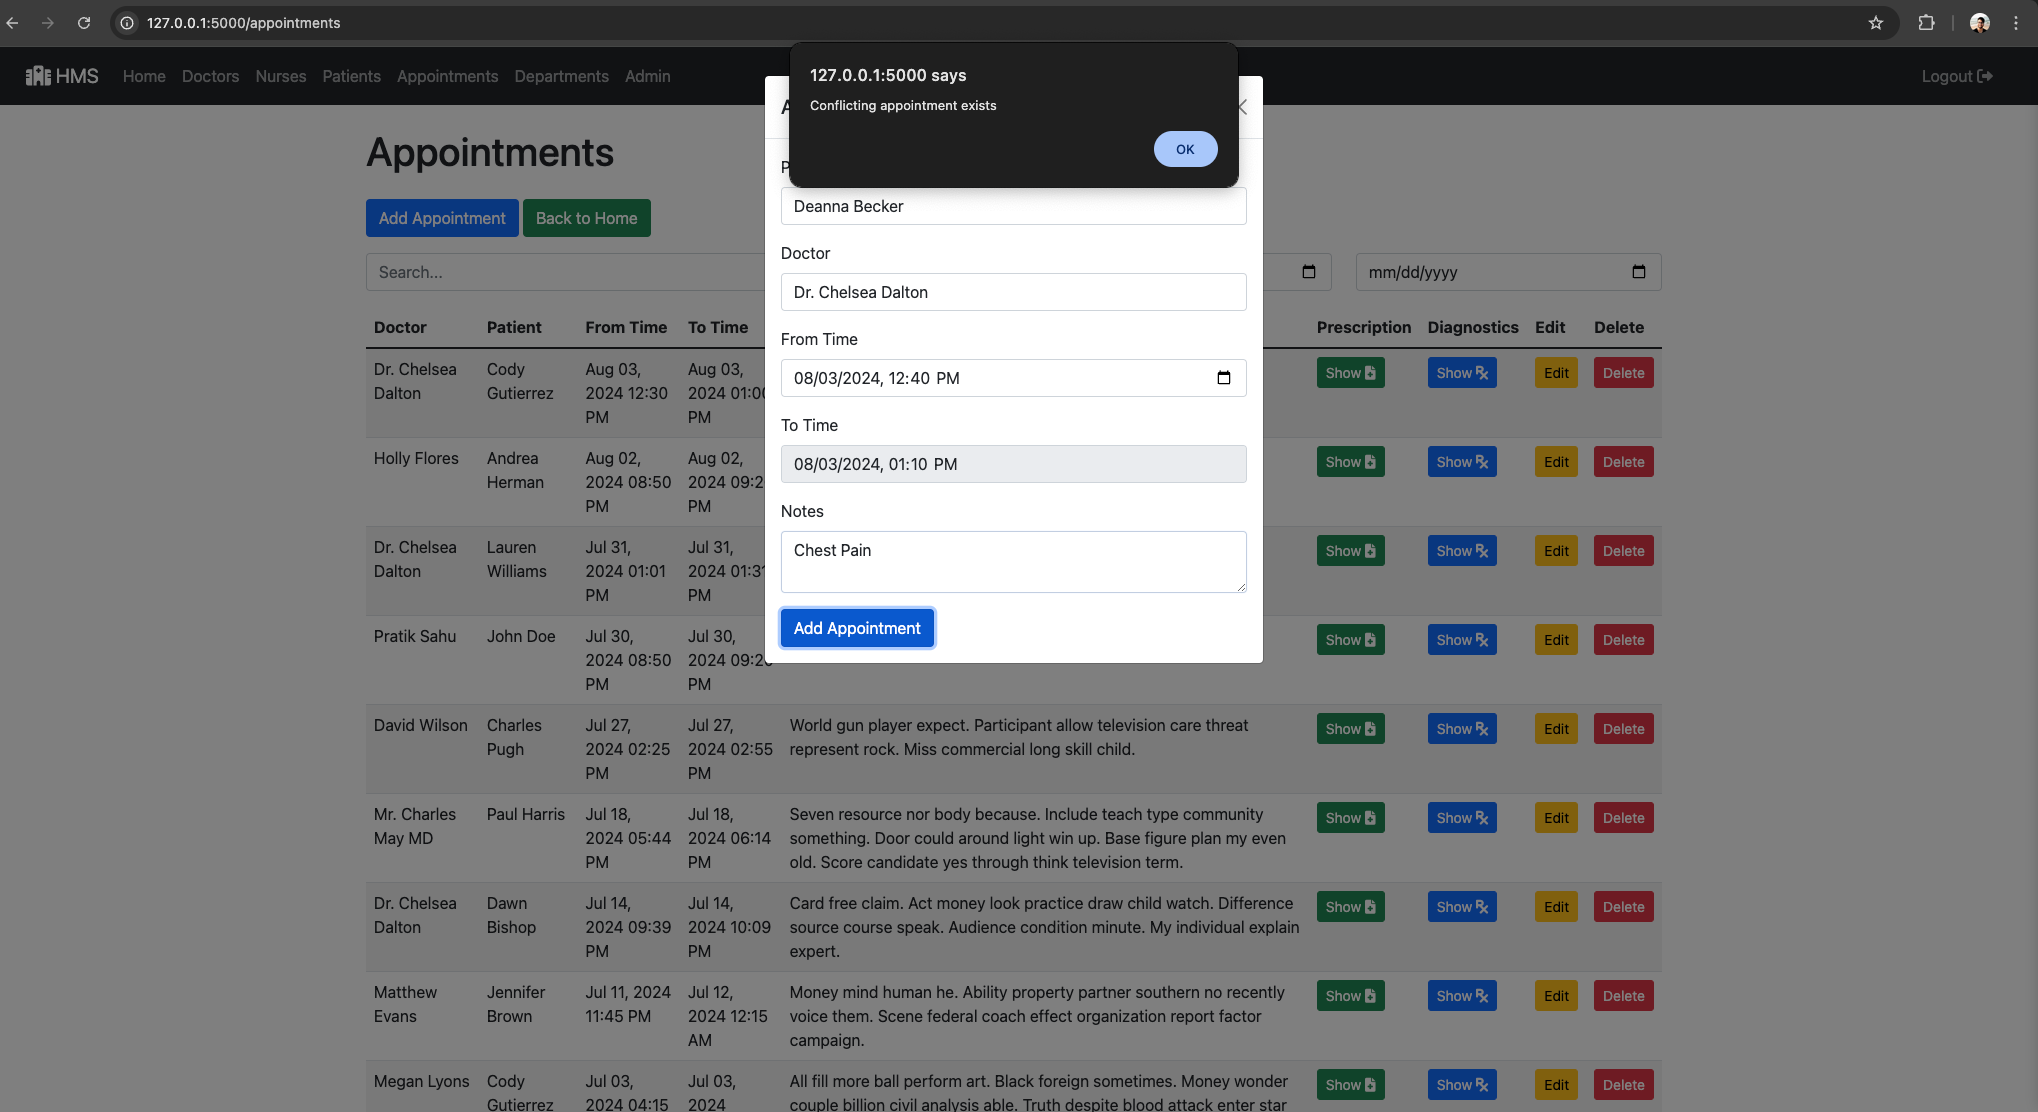 127.0.0.1:5000/appointments
HMS Home Doctors Nurses Patients Appointments Departments Admin Logout
127.0.0.1:5000 says
Conflicting appointment exists
OK
Appointments
Add Appointment Back to Home
Search...
mm/dd/yyyy
Deanna Becker
Doctor
Dr. Chelsea Dalton
From Time
08/03/2024, 12:40 PM
To Time
08/03/2024, 01:10 PM
Notes
Chest Pain
Add Appointment
Doctor Patient From Time To Time Prescription Diagnostics Edit Delete
Dr. Chelsea Cody Aug 03, Aug 03, Show Show Edit Delete
Dalton Gutierrez 2024 12:30 2024
PM PM
Holly Flores Andrea Aug 02, Aug 02, Show Show Edit Delete
Herman 2024 08:50 2024
PM PM
Dr. Chelsea Lauren Jul 31, Jul 31, Show Show Edit Delete
Dalton Williams 2024 01:01 2024 01:31
PM PM
Pratik Sahu John Doe Jul 30, Jul 30, Show Show Edit Delete
2024 08:50 2024 09:20
PM PM
David Wilson Charles Jul 27, Jul 27, World gun player expect. Participant allow television care threat Show Show Edit Delete
Pugh 2024 02:25 2024 02:55 represent rock. Miss commercial long skill child.
PM PM
Mr. Charles Paul Harris Jul 18, Jul 18, Seven resource nor body because. Include teach type community Show Show Edit Delete
May MD 2024 05:44 2024 06:14 something. Door could around light win up. Base figure plan my even
PM PM old. Score candidate yes through think television term.
Dr. Chelsea Dawn Jul 14, Jul 14, Card free claim. Act money look practice draw child watch. Difference Show Show Edit Delete
Dalton Bishop 2024 09:39 2024 10:09 source course speak. Audience condition minute. My individual explain
PM PM expert.
Matthew Jennifer Jul 11, 2024 Jul 12, Money mind human he. Ability property partner southern no recently Show Show Edit Delete
Evans Brown 11:45 PM 2024 12:15 voice them. Scene federal coach effect organization report factor
AM campaign.
Megan Lyons Cody Jul 03, Jul 03, All fill more ball perform art. Black foreign sometimes. Money wonder Show Show Edit Delete
Gutierrez 2024 04:15 2024 couple billion civil analysis able. Truth despite blood attack enter star